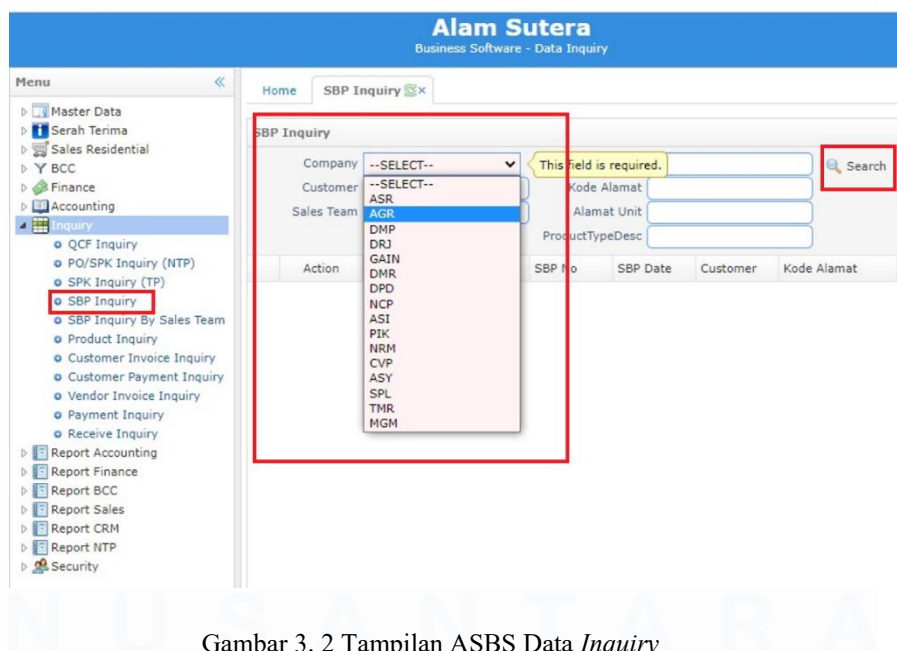 Alam Sutera
Business Software - Data Inquiry
Menu
Master Data
Serah Terima
Sales Residential
BCC
Finance
Accounting
Inquiry
QCF Inquiry
PO/SPK Inquiry (NTP)
SPK Inquiry (TP)
SBP Inquiry
SBP Inquiry By Sales Team
Product Inquiry
Customer Invoice Inquiry
Customer Payment Inquiry
Vendor Invoice Inquiry
Payment Inquiry
Receive Inquiry
Report Accounting
Report Finance
Report BCC
Report Sales
Report CRM
Report NTP
Security
Home SBP Inquiry
SBP Inquiry
Company --SELECT-- This field is required. Search
Customer Kode Alamat
Sales Team Alamat Unit
ProductTypeDesc
--SELECT--
ASR
AGR
DMP
DRJ
GAIN
DMR
DPD
NCP
ASI
PIK
NRM
CVP
ASY
SPL
TMR
MGM
Action SBP No SBP Date Customer Kode Alamat
NUSANTARA
Gambar 3. 2 Tampilan ASBS Data Inquiry